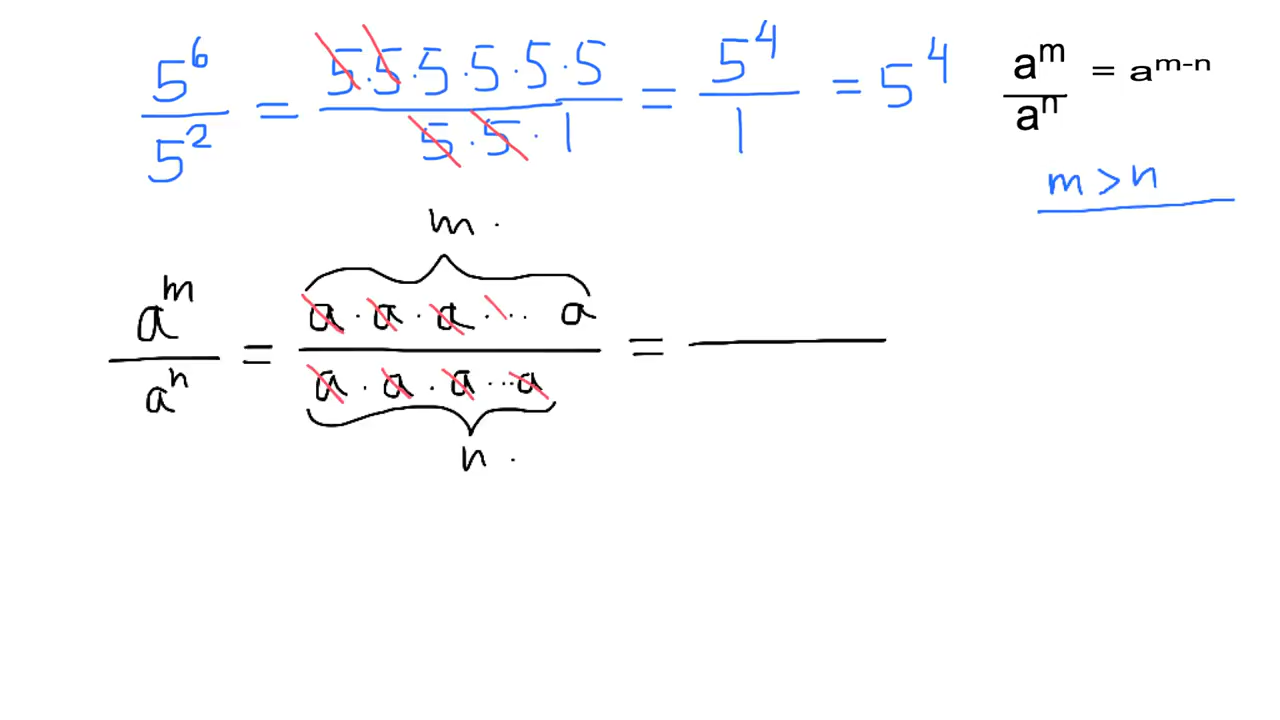 5^6/5^2 = 5·5·5·5·5·5/5·5·1 = 5^4/1 = 5^4
a^m/a^n = a^(m-n)
m > n
m ·
a^m/a^n = a · a · a · ·· a/a · a · a ··· a =
n ·